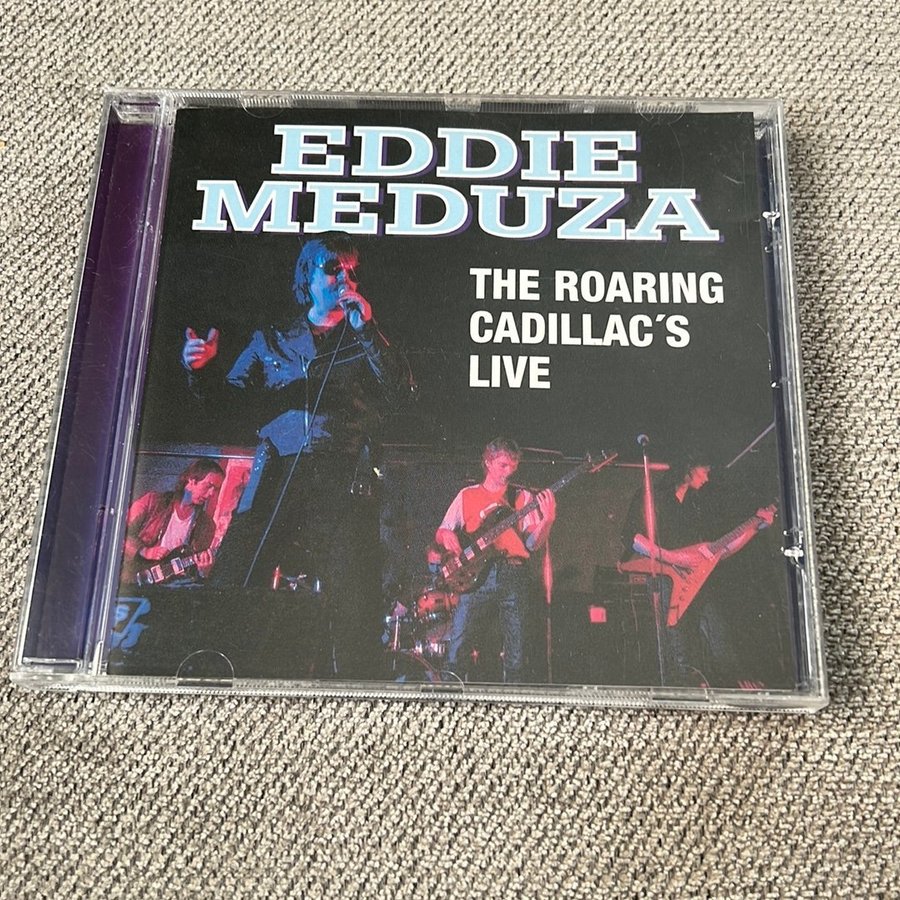 EDDIE
MEDUZA
THE ROARING
CADILLAC´S
LIVE